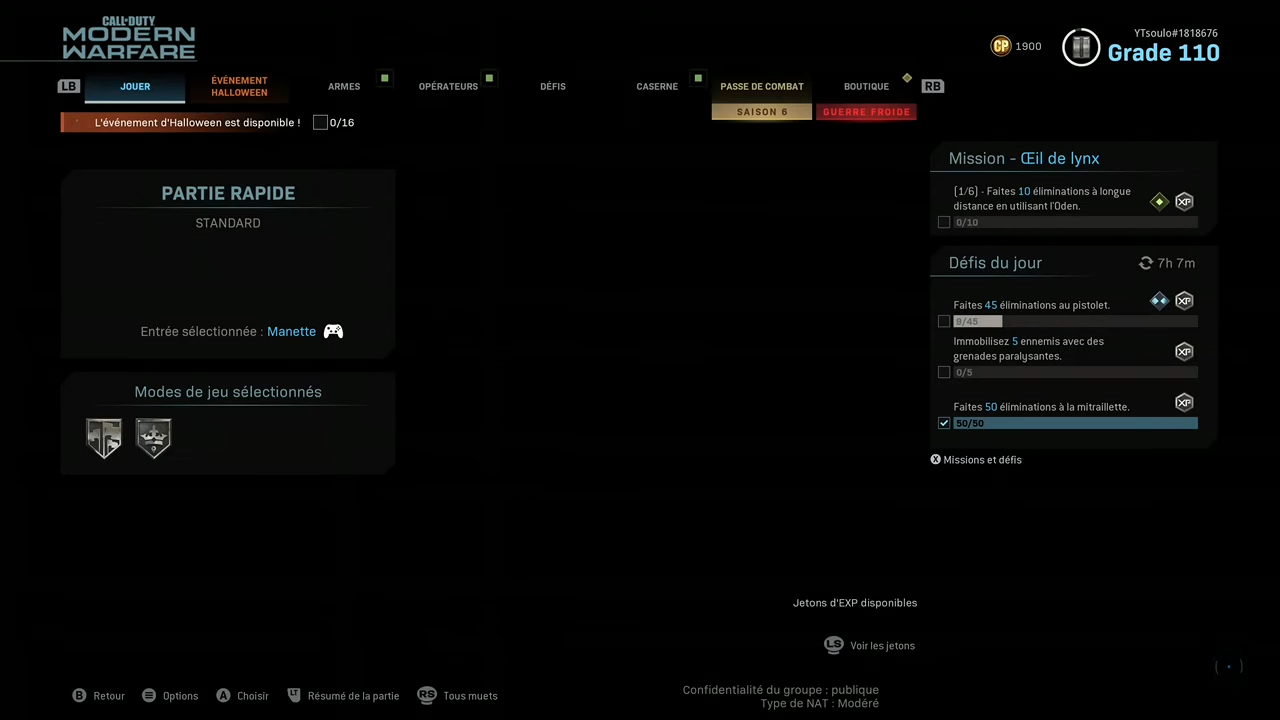 CALL OF DUTY
MODERN
WARFARE
YTsoulo#1818676
CP 1900
Grade 110
LB
JOUER
ÉVÉNEMENT
HALLOWEEN
ARMES
OPÉRATEURS
DÉFIS
CASERNE
PASSE DE COMBAT
BOUTIQUE
RB
SAISON 6
GUERRE FROIDE
L'événement d'Halloween est disponible ! 0/16
PARTIE RAPIDE
STANDARD
Entrée sélectionnée : Manette
Modes de jeu sélectionnés
Mission - Œil de lynx
(1/6) - Faites 10 éliminations à longue
distance en utilisant l'Oden.
XP
0/10
Défis du jour
7h 7m
Faites 45 éliminations au pistolet.
XP
9/45
Immobilisez 5 ennemis avec des
grenades paralysantes.
XP
0/5
Faites 50 éliminations à la mitraillette.
XP
50/50
X Missions et défis
Jetons d'EXP disponibles
LS Voir les jetons
B Retour
Options
A Choisir
LT Résumé de la partie
RS Tous muets
Confidentialité du groupe : publique
Type de NAT : Modéré